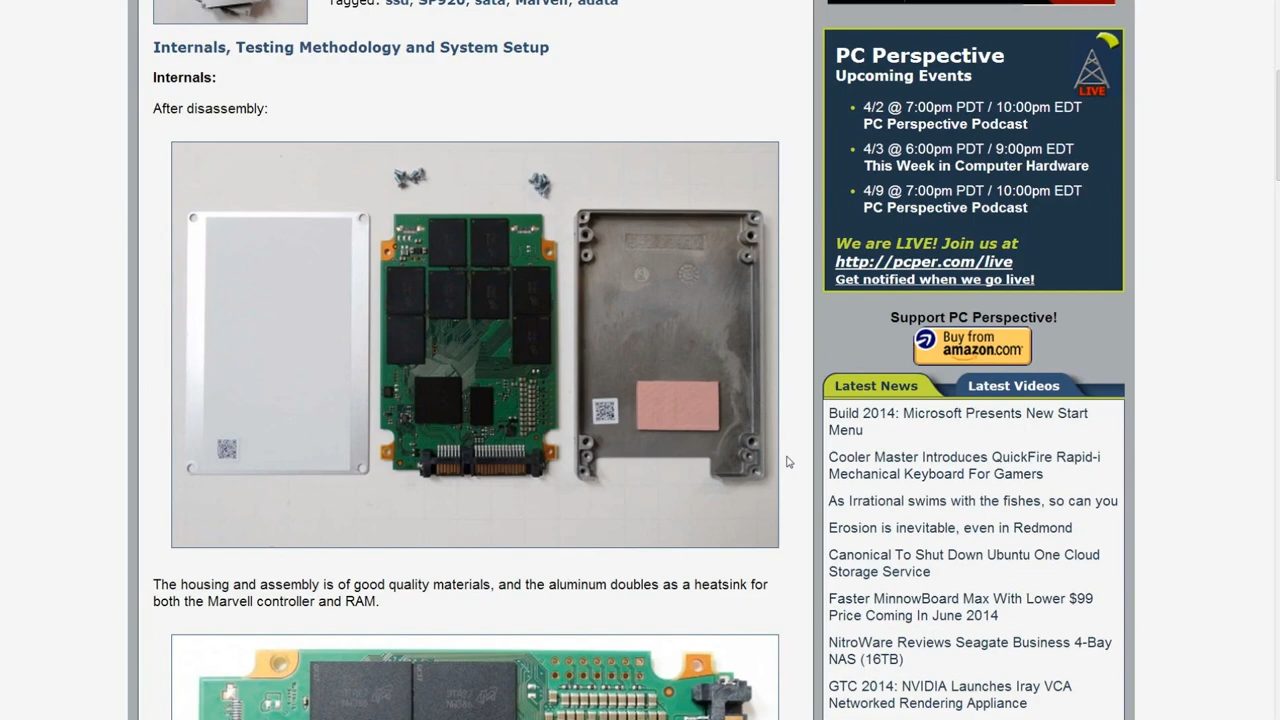 Tagged: ssd, SP920, sata, Marvell, adata
Internals, Testing Methodology and System Setup
Internals:
After disassembly:
The housing and assembly is of good quality materials, and the aluminum doubles as a heatsink for
both the Marvell controller and RAM.
PC Perspective
Upcoming Events
LIVE
• 4/2 @ 7:00pm PDT / 10:00pm EDT
PC Perspective Podcast
• 4/3 @ 6:00pm PDT / 9:00pm EDT
This Week in Computer Hardware
• 4/9 @ 7:00pm PDT / 10:00pm EDT
PC Perspective Podcast
We are LIVE! Join us at
http://pcper.com/live
Get notified when we go live!
Support PC Perspective!
Buy from
amazon.com
Latest News
Latest Videos
Build 2014: Microsoft Presents New Start
Menu
Cooler Master Introduces QuickFire Rapid-i
Mechanical Keyboard For Gamers
As Irrational swims with the fishes, so can you
Erosion is inevitable, even in Redmond
Canonical To Shut Down Ubuntu One Cloud
Storage Service
Faster MinnowBoard Max With Lower $99
Price Coming In June 2014
NitroWare Reviews Seagate Business 4-Bay
NAS (16TB)
GTC 2014: NVIDIA Launches Iray VCA
Networked Rendering Appliance